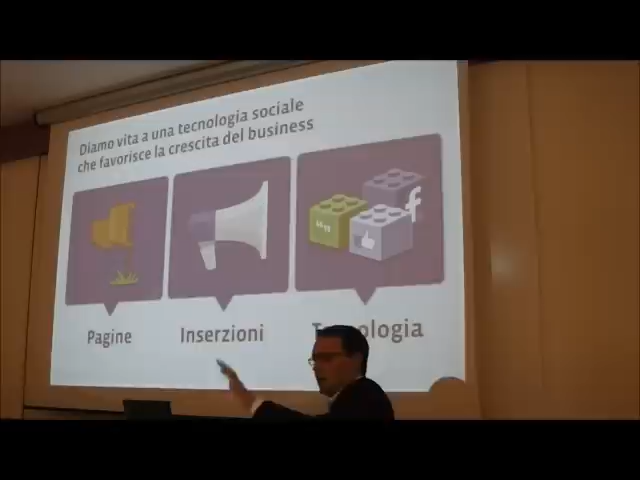 Diamo vita a una tecnologia sociale
che favorisce la crescita del business
f
Pagine
Inserzioni